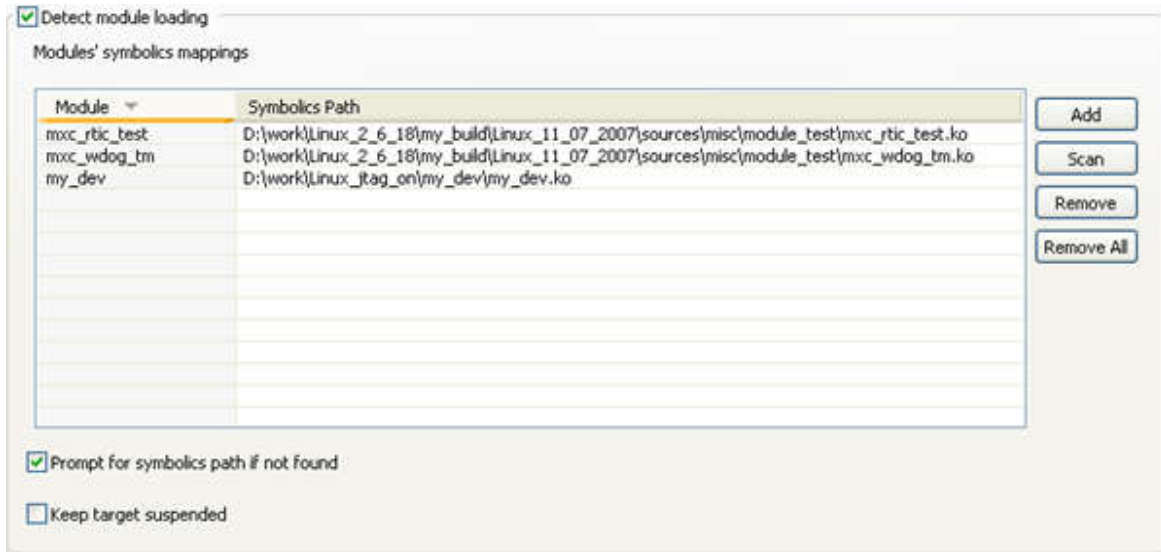 Detect module loading
Modules' symbolics mappings
Module Symbolics Path
mxc_rtic_test D:\work\Linux_2_6_18\my_build\Linux_11_07_2007\sources\misc\module_test\mxc_rtic_test.ko
mxc_wdog_tm D:\work\Linux_2_6_18\my_build\Linux_11_07_2007\sources\misc\module_test\mxc_wdog_tm.ko
my_dev D:\work\Linux_jtag_on\my_dev\my_dev.ko
Add
Scan
Remove
Remove All
Prompt for symbolics path if not found
Keep target suspended